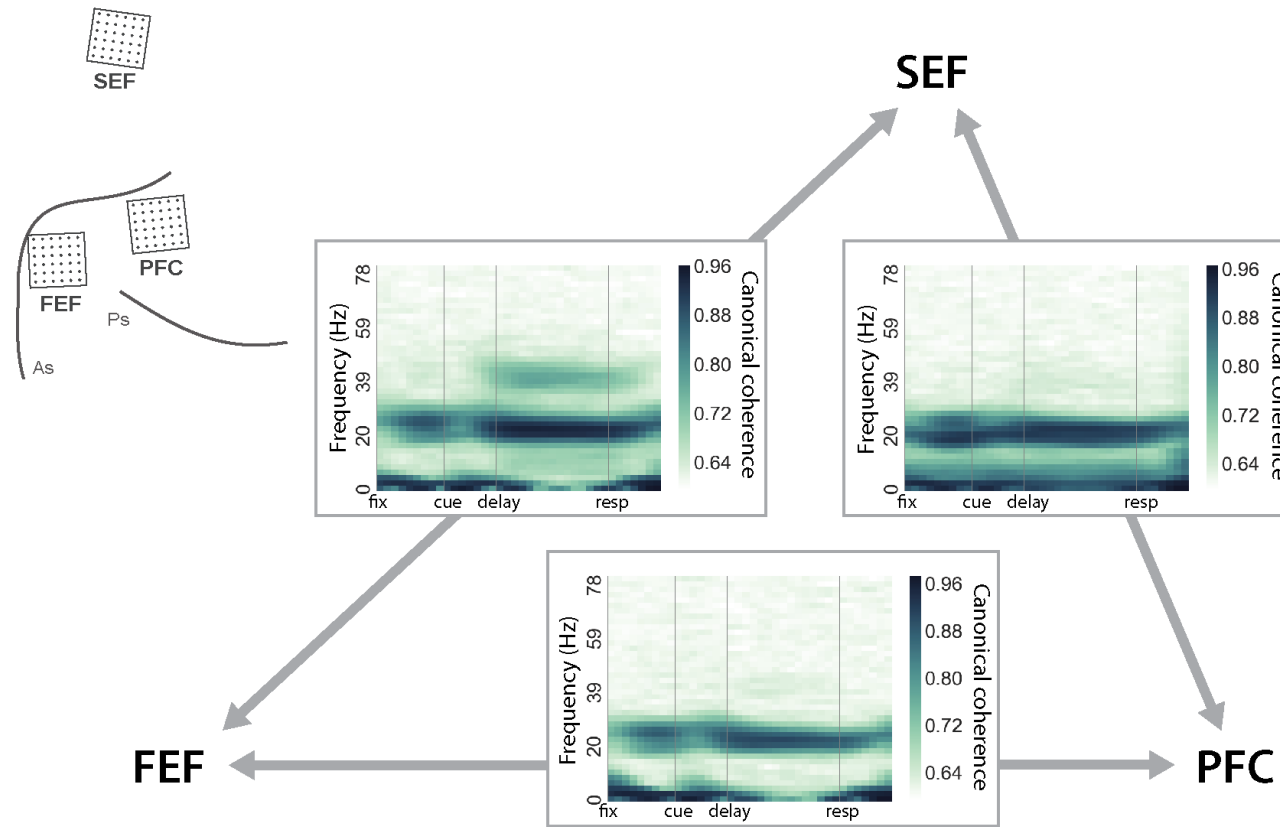 SEF
PFC
FEF
Ps
As
SEF
Frequency (Hz)
78
59
39
20
0
fix cue delay resp
0.96
0.88
0.80
0.72
0.64
Canonical coherence
Frequency (Hz)
78
59
39
20
0
fix cue delay resp
0.96
0.88
0.80
0.72
0.64
Canonical coherence
Frequency (Hz)
78
59
39
20
0
fix cue delay resp
0.96
0.88
0.80
0.72
0.64
Canonical coherence
FEF
PFC